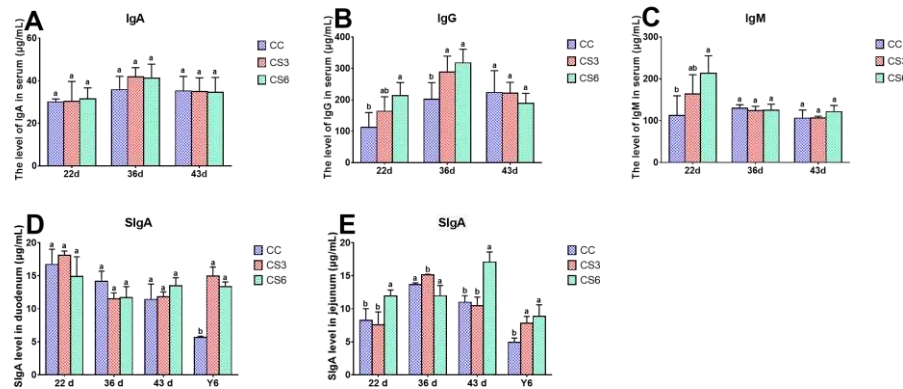 A
IgA
The level of IgA in serum (μg/mL)
60
40
20
0
a a a
a a a
a a a
22d 36d 43d
CC
CS3
CS6
B
IgG
The level of IgG in serum (μg/mL)
400
300
200
100
0
b ab a
b a a
a a a
22d 36d 43d
CC
CS3
CS6
C
IgM
The level of IgM in serum (μg/mL)
300
200
100
0
b ab a
a a a
a a a
22d 36d 43d
CC
CS3
CS6
D
SIgA
SIgA level in duodenum (μg/mL)
20
15
10
5
0
a a a
a a a
a a a
b a a
22 d 36 d 43 d Y6
CC
CS3
CS6
E
SIgA
SIgA level in jejunum (μg/mL)
20
15
10
5
0
b b a
a b a
b b a
b a a
22 d 36 d 43 d Y6
CC
CS3
CS6